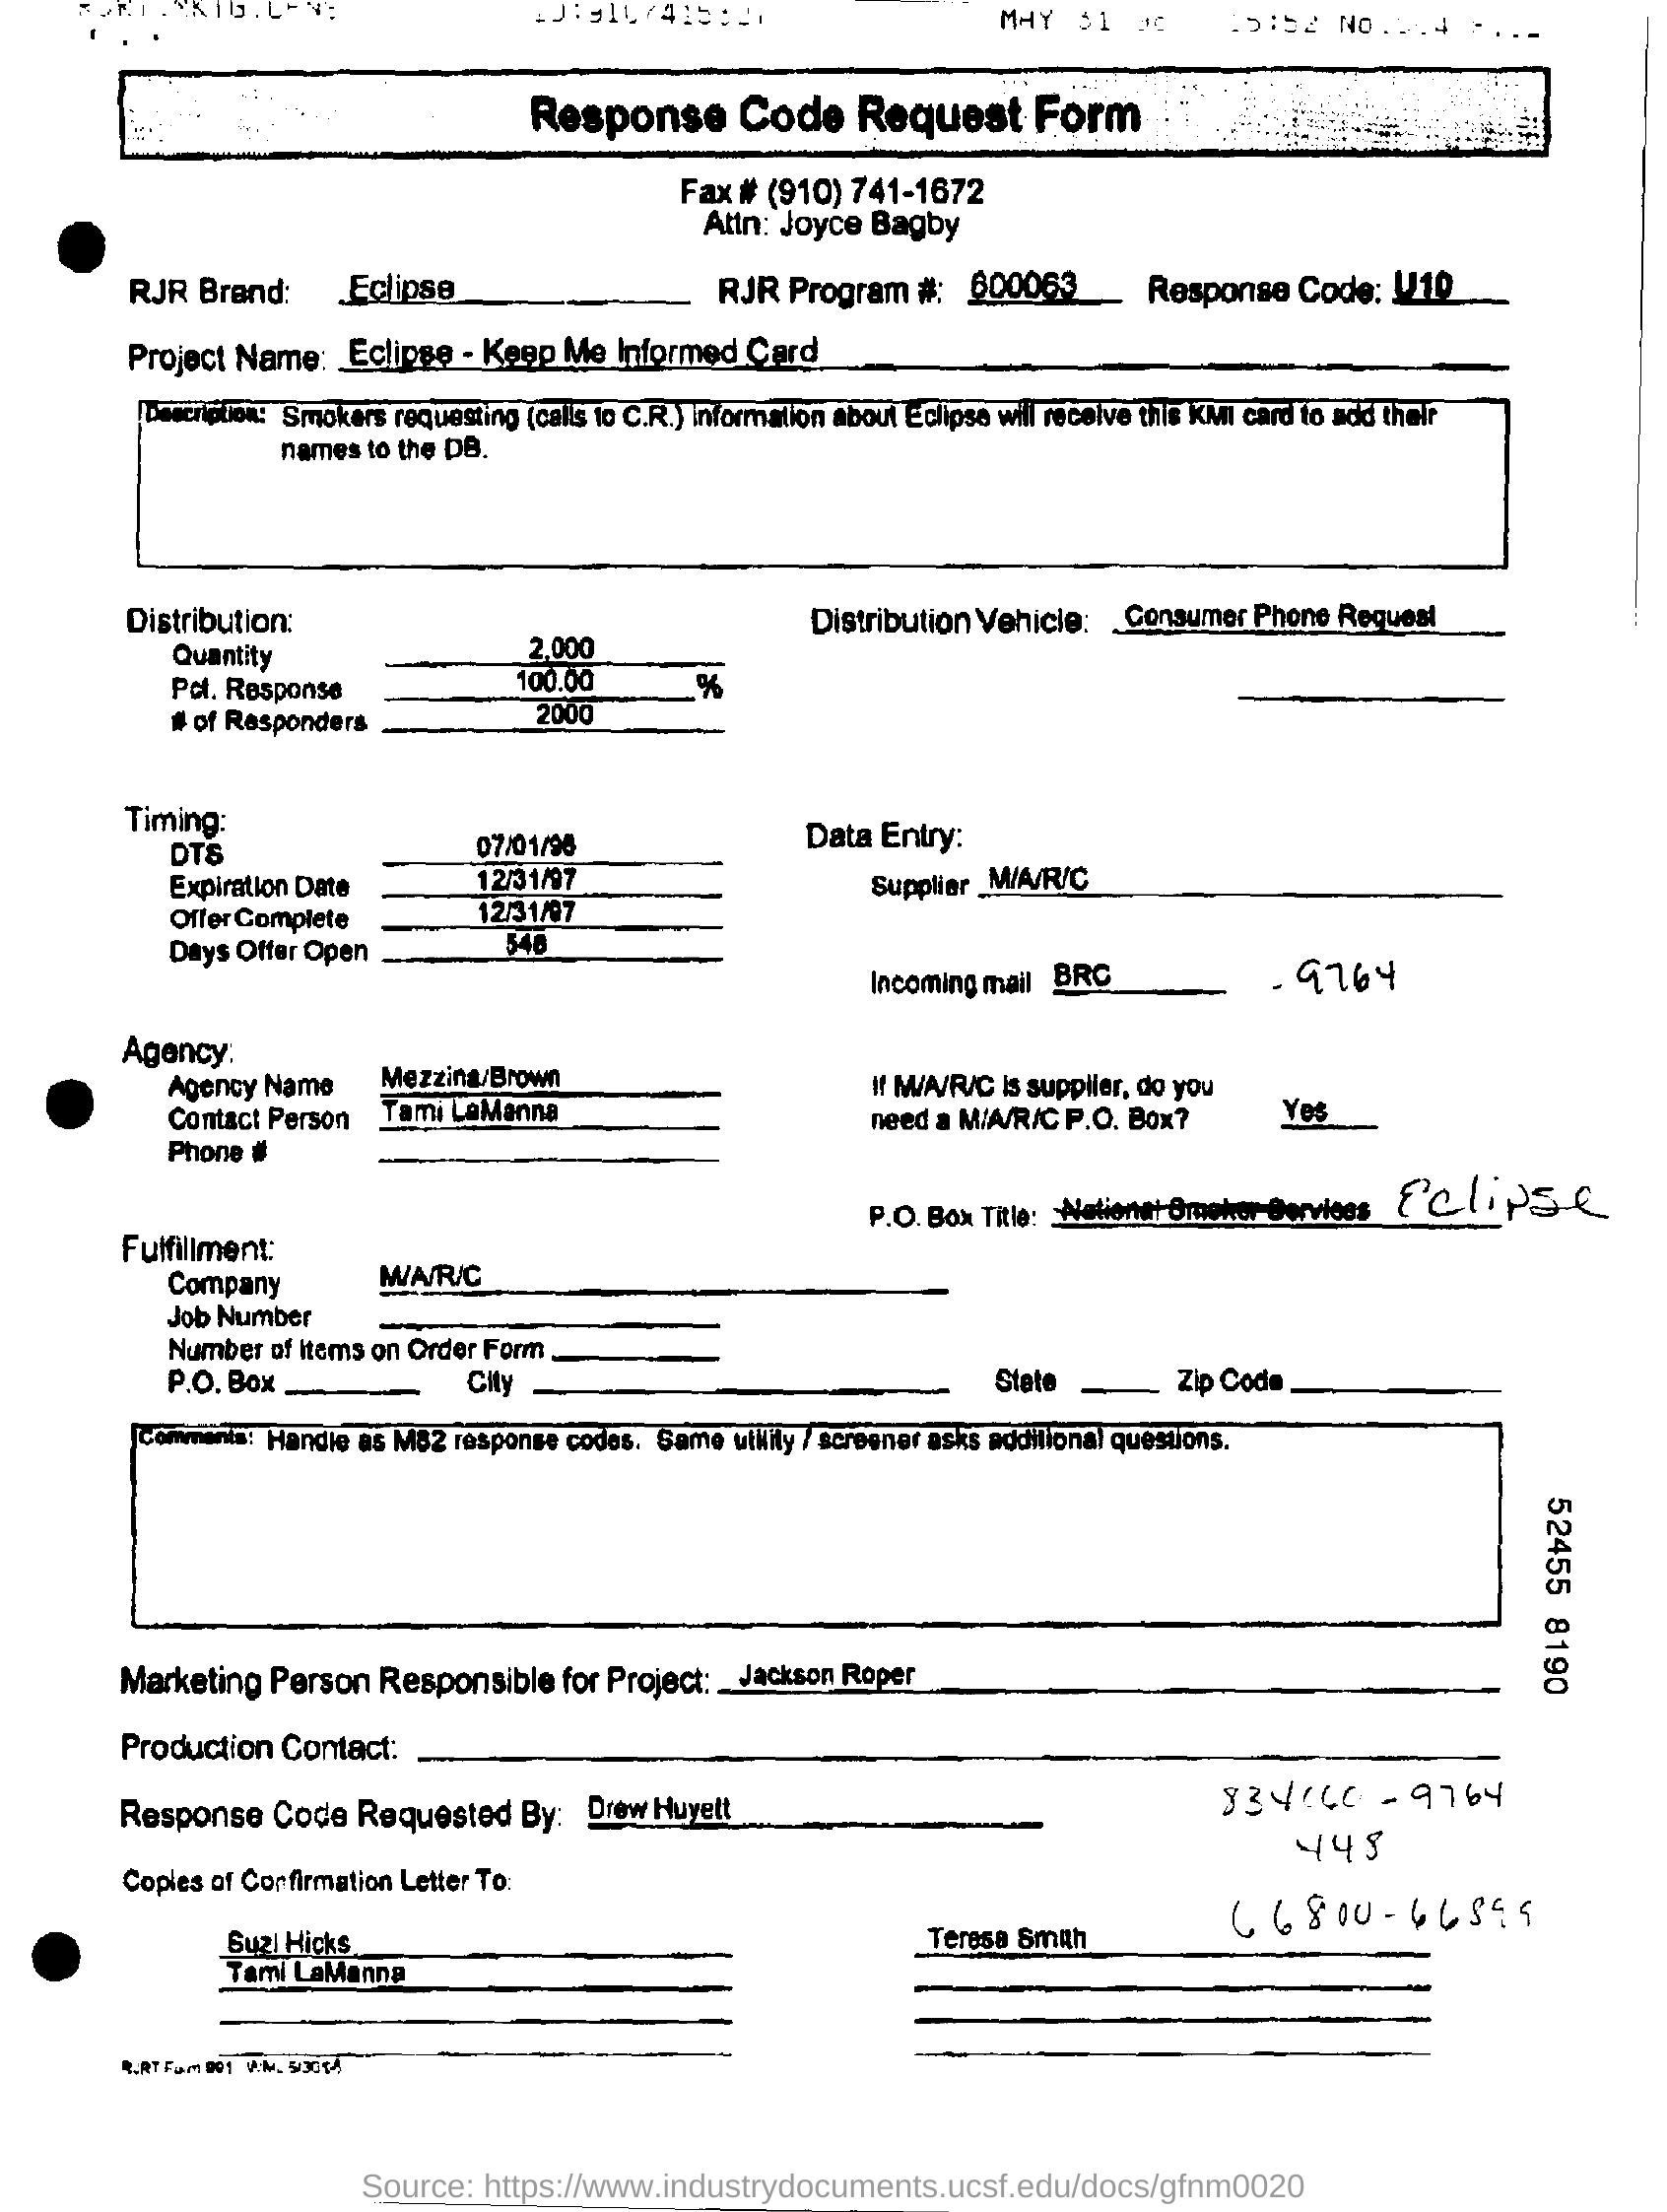 MAY 31 15:52 No.
Response Code Request Form
Fax # (910) 741-1672
Attn: Joyce Bagby
RJR Brand: Eclipse RJR Program #: 600063 Response Code: U10
Project Name: Eclipse - Keep Me Informed Card
Description: Smokers requesting (calls to C.R.) information about Eclipse will receive this KMI card to add their
names to the DB.
Distribution: Distribution Vehicle: Consumer Phone Request
Quantity 2,000
Pct. Response 100.00 %
# of Responders 2000
Timing:
DTS 07/01/96
Expiration Date 12/31/97
Offer Complete 12/31/97
Days Offer Open 548
Data Entry:
Supplier M/A/R/C
Incoming mail BRC - 9764
Agency:
Agency Name Mezzina/Brown
Contact Person Tami LaManna
Phone #
If M/A/R/C is supplier, do you
need a M/A/R/C P.O. Box? Yes
P.O. Box Title: National Smoker Services Eclipse
Fulfillment:
Company M/A/R/C
Job Number
Number of Items on Order Form
P.O. Box City State Zip Code
Comments: Handle as M82 response codes. Same utility / screener asks additional questions.
52455 8190
Marketing Person Responsible for Project: Jackson Roper
Production Contact:
Response Code Requested By: Drew Huyett
- 9764
448
Copies of Confirmation Letter To:
66800-66899
Suzi Hicks Teresa Smith
Tami LaManna
RJRT Form 991
Source: https://www.industrydocuments.ucsf.edu/docs/gfnm0020